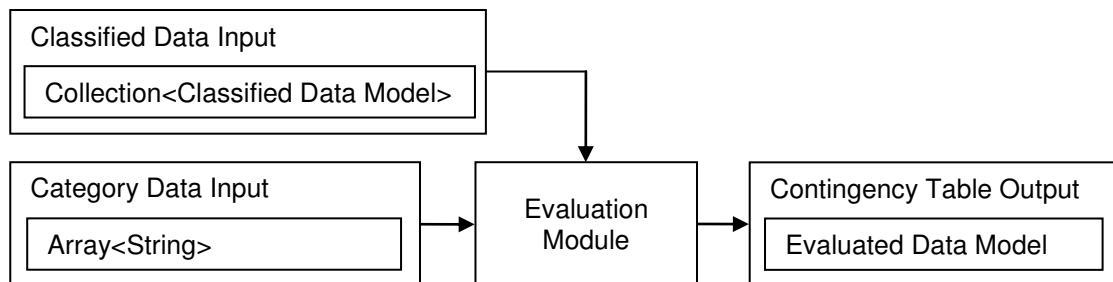 Classified Data Input
Collection<Classified Data Model>
Category Data Input
Array<String>
Evaluation
Module
Contingency Table Output
Evaluated Data Model